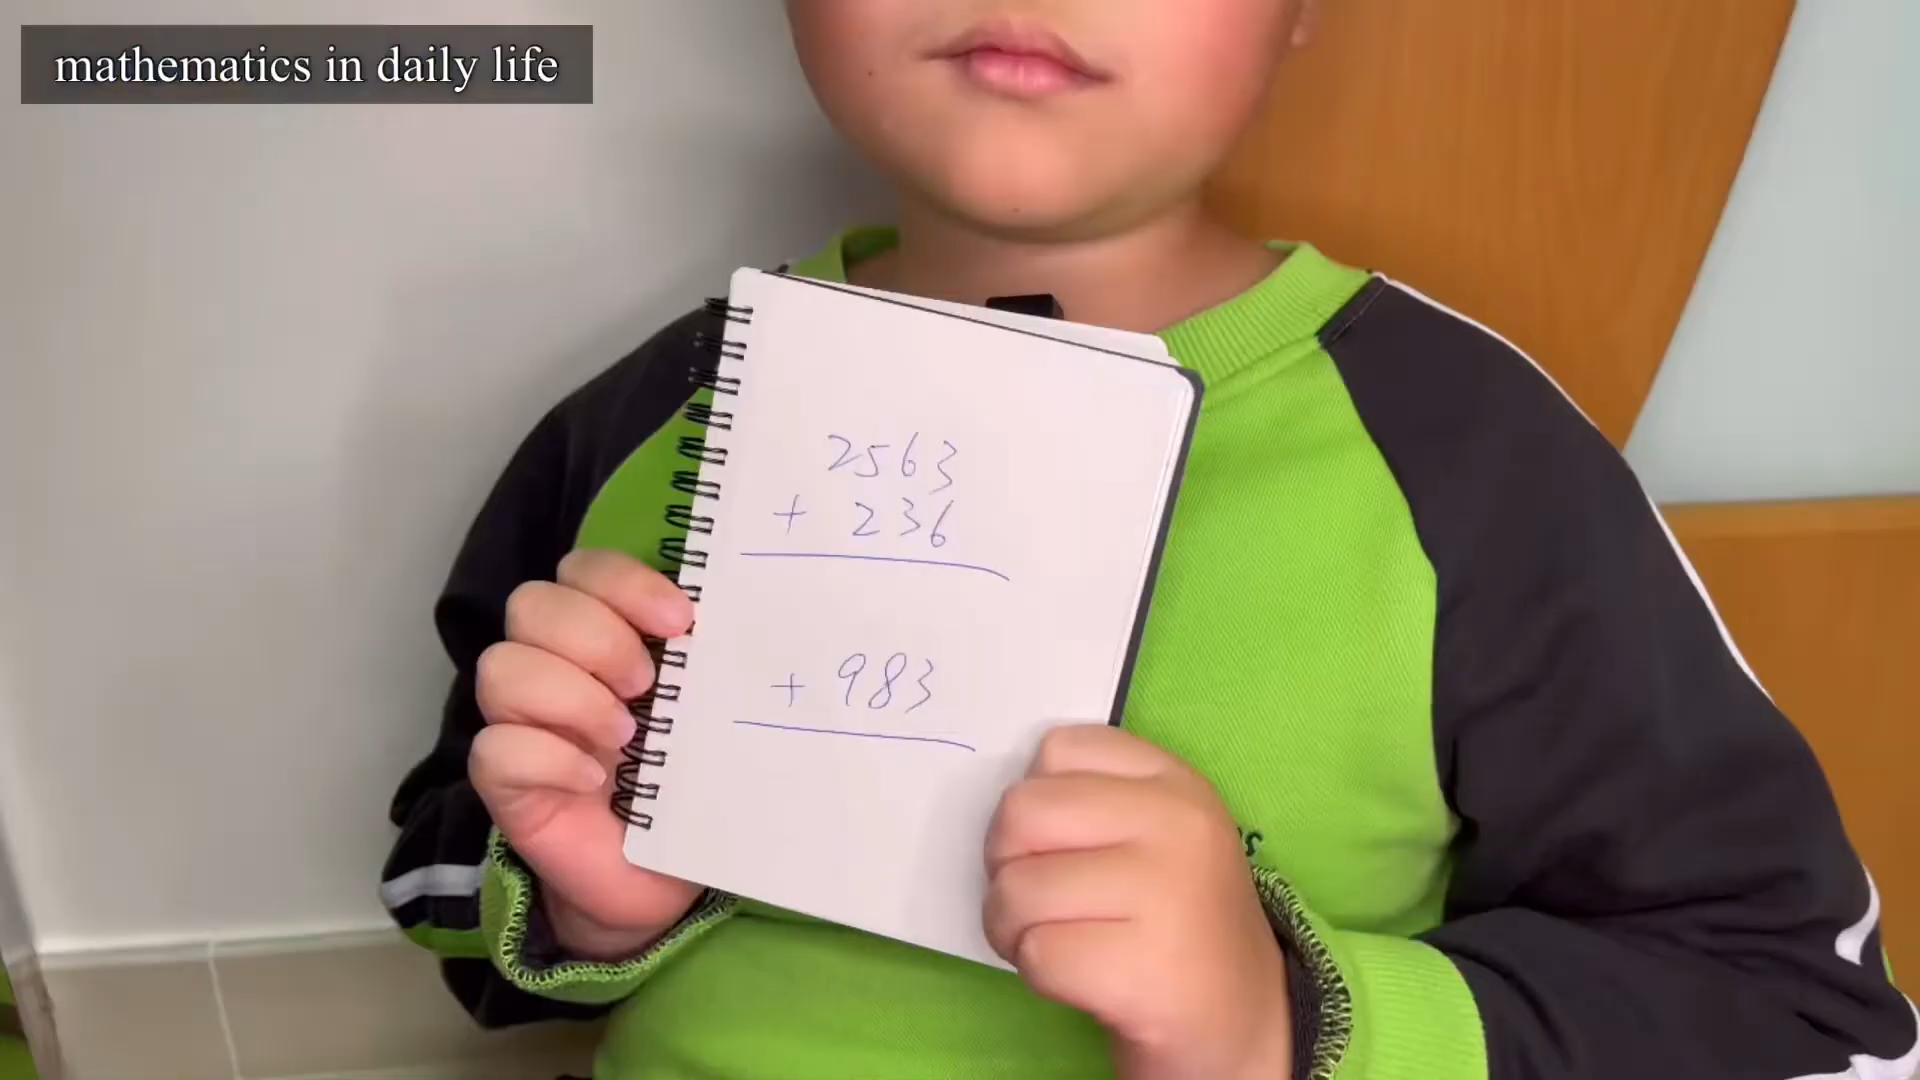 mathematics in daily life
2563
+ 236
+ 983